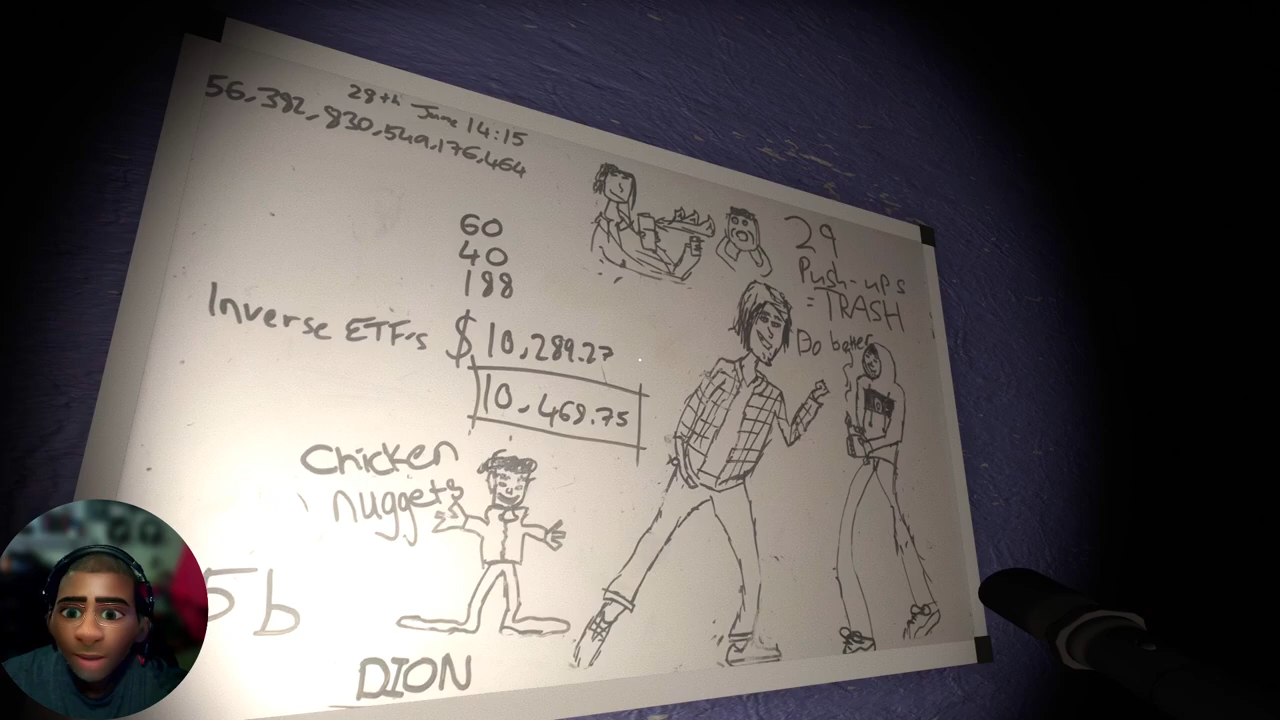 28th June 14:15
56,392,830,549,176,464
60
40
188
Inverse ETF's $ 10,289.27
10,469.75
29
Push-ups
= TRASH
Do better
Chicken
nuggets
5b
DION